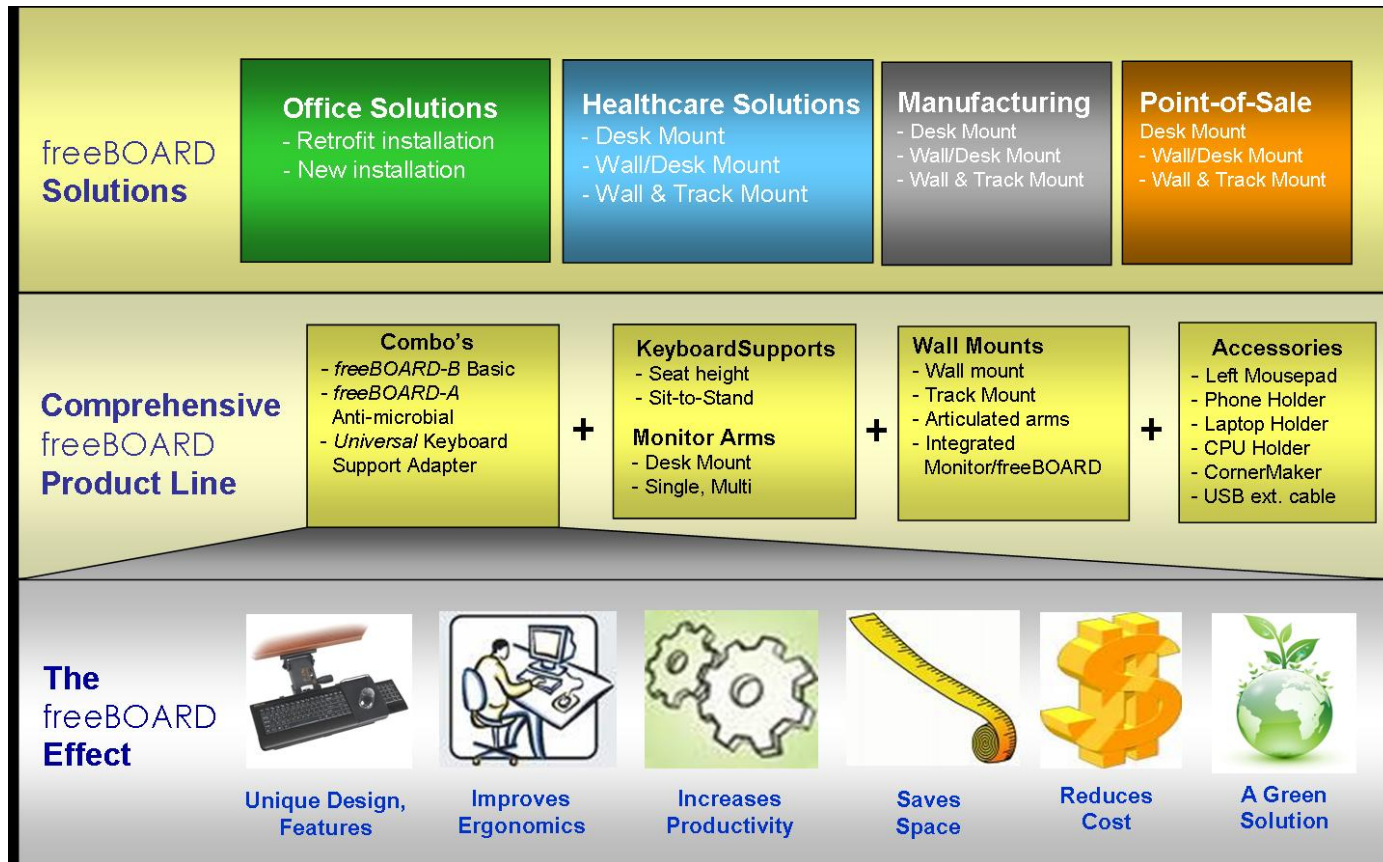 freeBOARD
Solutions
Office Solutions
- Retrofit installation
- New installation
Healthcare Solutions
- Desk Mount
- Wall/Desk Mount
- Wall & Track Mount
Manufacturing
- Desk Mount
- Wall/Desk Mount
- Wall & Track Mount
Point-of-Sale
Desk Mount
- Wall/Desk Mount
- Wall & Track Mount
Comprehensive
freeBOARD
Product Line
Combo's
- freeBOARD-B Basic
- freeBOARD-A
Anti-microbial
- Universal Keyboard
Support Adapter
+
KeyboardSupports
- Seat height
- Sit-to-Stand
Monitor Arms
- Desk Mount
- Single, Multi
+
Wall Mounts
- Wall mount
- Track Mount
- Articulated arms
- Integrated
Monitor/freeBOARD
+
Accessories
- Left Mousepad
- Phone Holder
- Laptop Holder
- CPU Holder
- CornerMaker
- USB ext. cable
The
freeBOARD
Effect
Unique Design,
Features
Improves
Ergonomics
Increases
Productivity
Saves
Space
Reduces
Cost
A Green
Solution